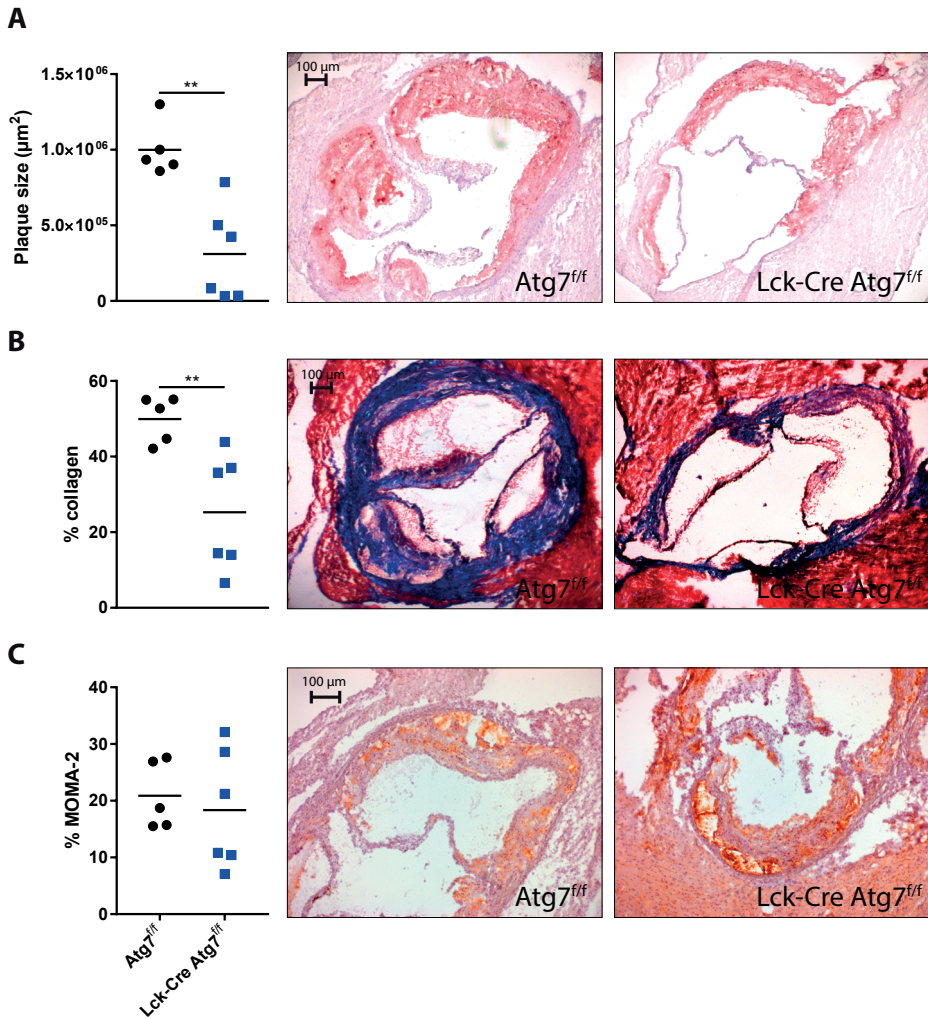 A
Plaque size (µm²)
1.5×10⁰⁶
1.0×10⁰⁶
5.0×10⁰⁵
0
**
100 µm
Atg7f/f
Lck-Cre Atg7f/f
B
% collagen
60
40
20
0
**
100 µm
Atg7f/f
Lck-Cre Atg7f/f
C
% MOMA-2
40
30
20
10
0
Atg7f/f
Lck-Cre Atg7f/f
100 µm
Atg7f/f
Lck-Cre Atg7f/f